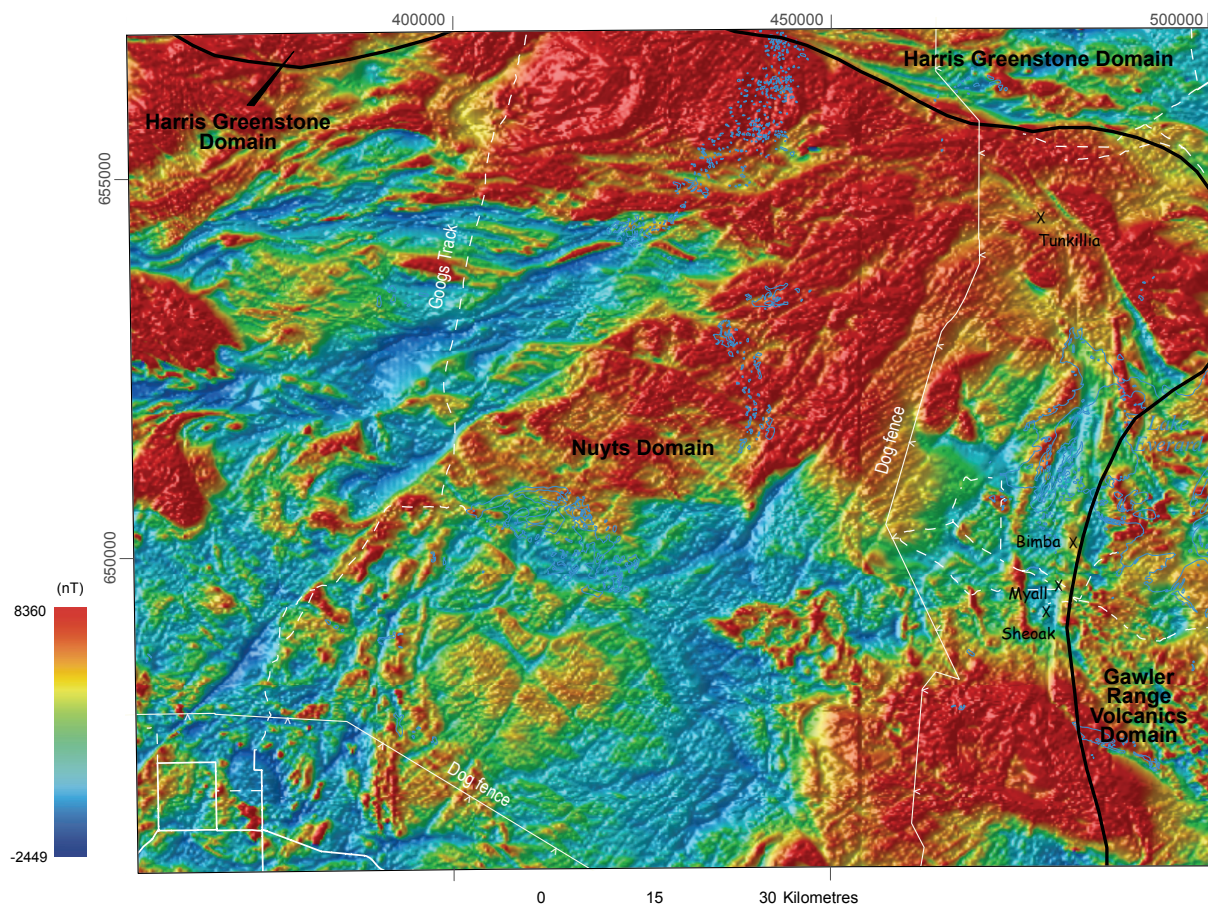 400000
450000
500000
Harris Greenstone Domain
Harris Greenstone
Domain
655000
Tunkillia
Googs Track
Dog fence
Nuyts Domain
650000
Bimba
Myall
Sheoak
(nT)
8360
-2449
Gawler
Range
Volcanics
Domain
Dog fence
0
15
30 Kilometres